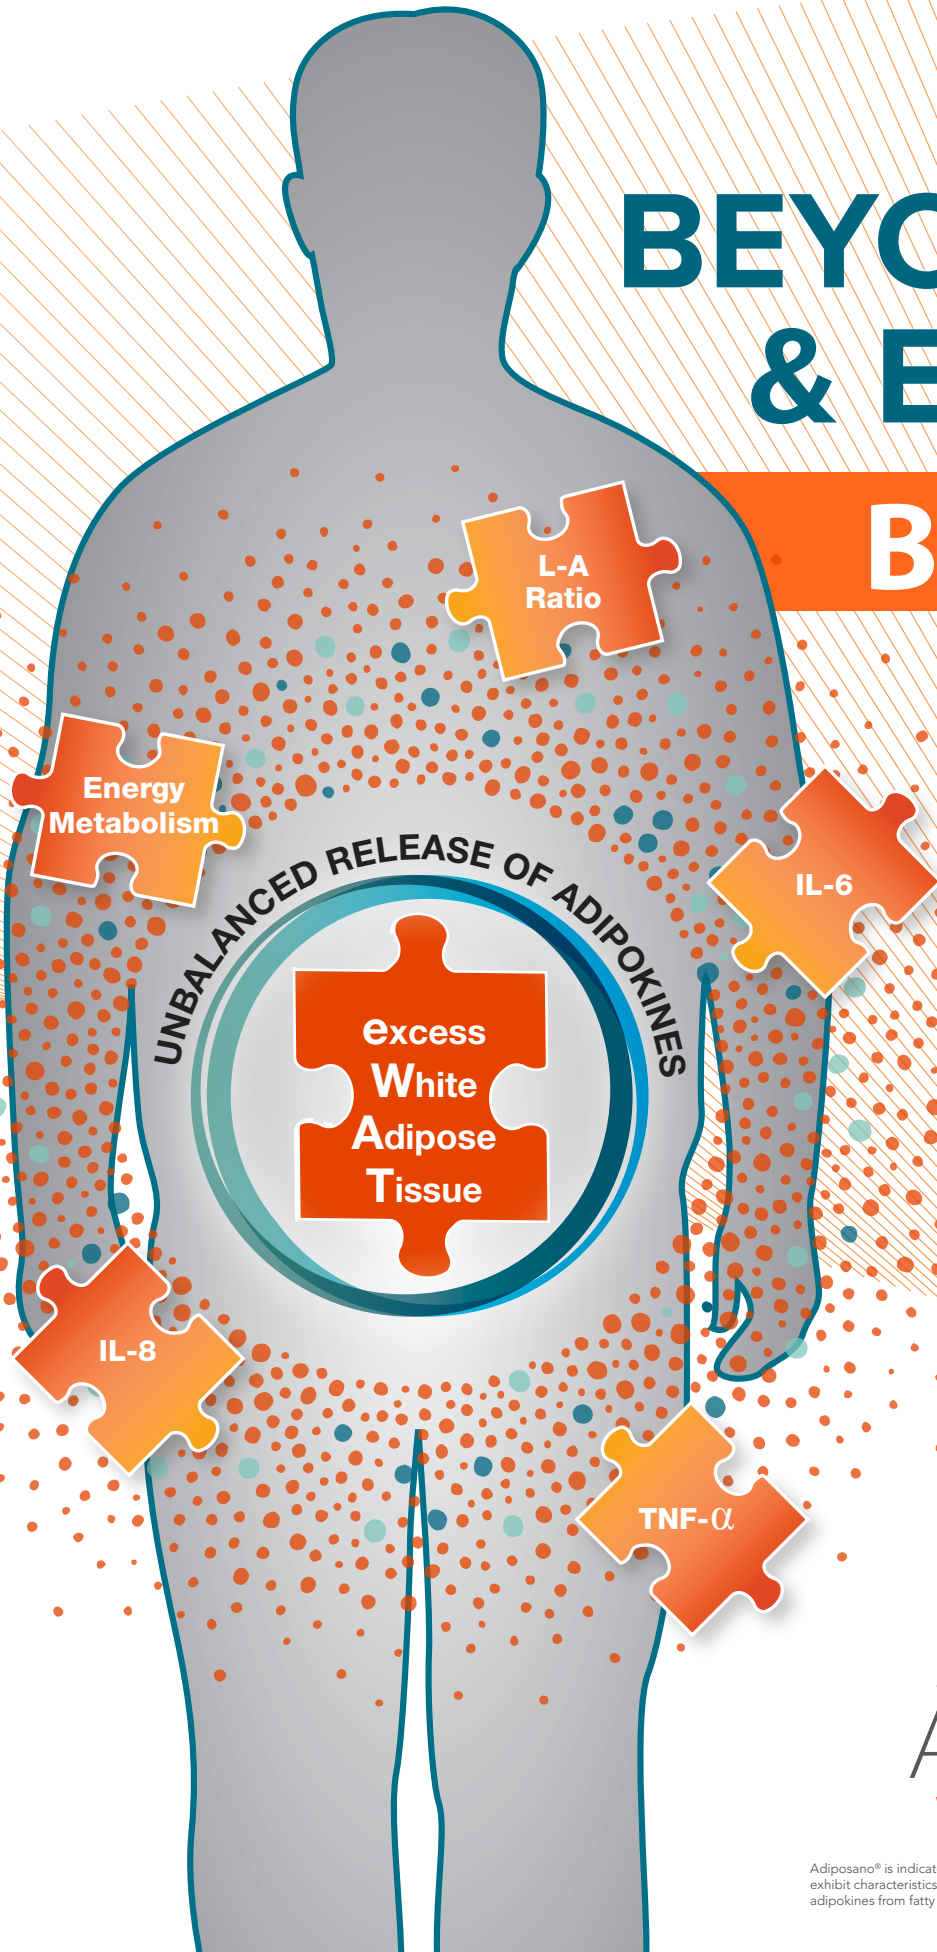 BEYO
& E
B
L-A
Ratio
Energy
Metabolism
IL-6
UNBALANCED RELEASE OF ADIPOKINES
excess
White
Adipose
Tissue
IL-8
TNF-α
A
Adiposano® is indicat
exhibit characteristics
adipokines from fatty